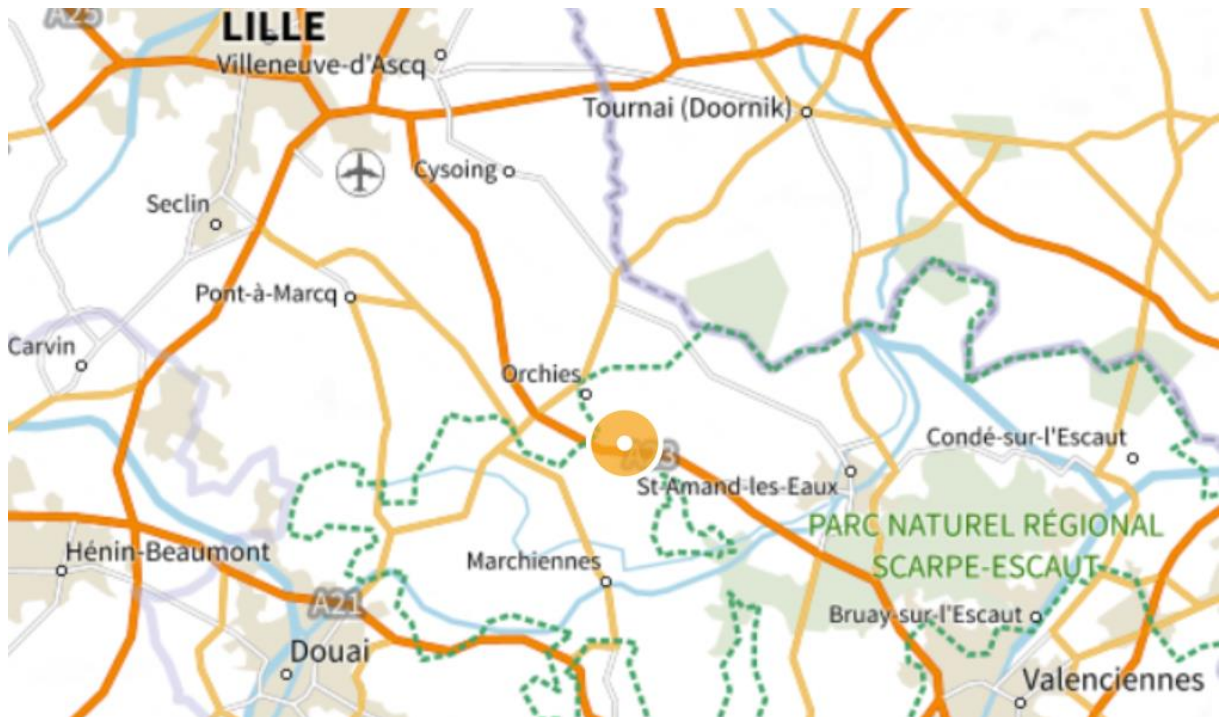 A25
LILLE
Villeneuve-d'Ascq
Tournai (Doornik)
Cysoing
Seclin
Pont-à-Marcq
Carvin
Orchies
Condé-sur-l'Escaut
St-Amand-les-Eaux
PARC NATUREL RÉGIONAL
SCARPE-ESCAUT
Hénin-Beaumont
Marchiennes
A21
Bruay-sur-l'Escaut
Douai
Valenciennes